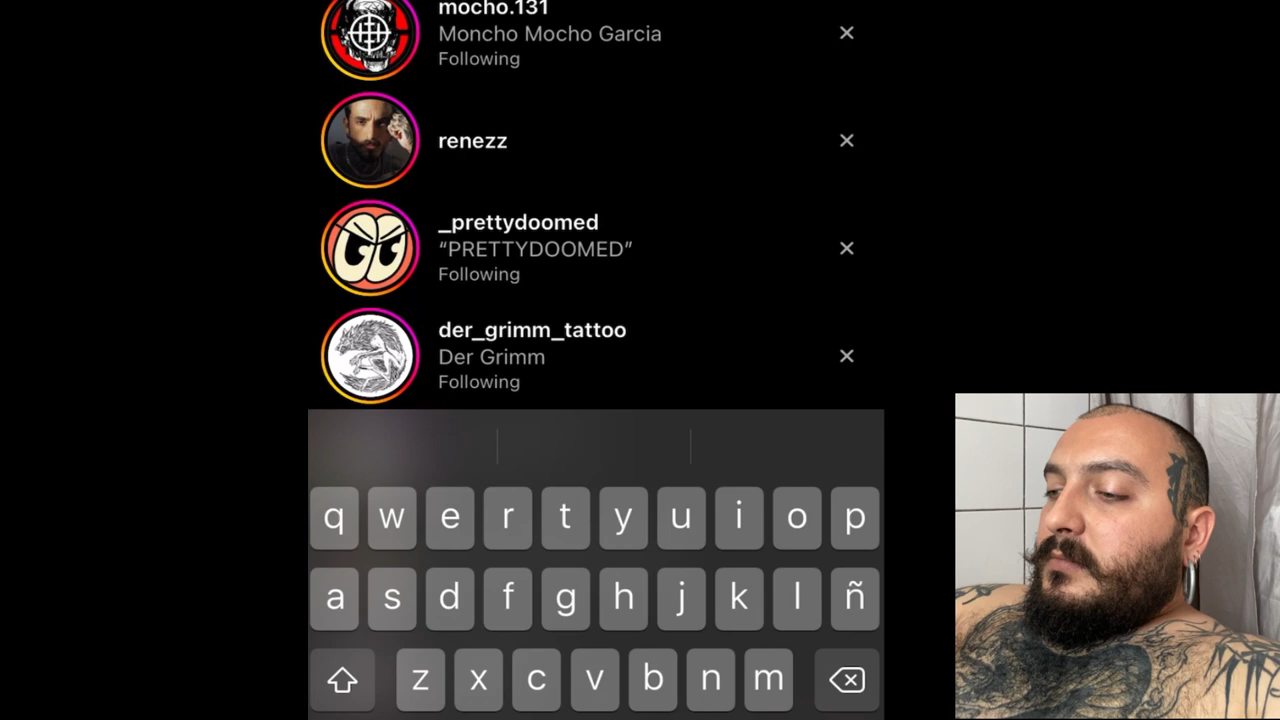 mocho.131
Moncho Mocho Garcia
Following
renezz
_prettydoomed
“PRETTYDOOMED”
Following
der_grimm_tattoo
Der Grimm
Following
q w e r t y u i o p
a s d f g h j k l ñ
z x c v b n m